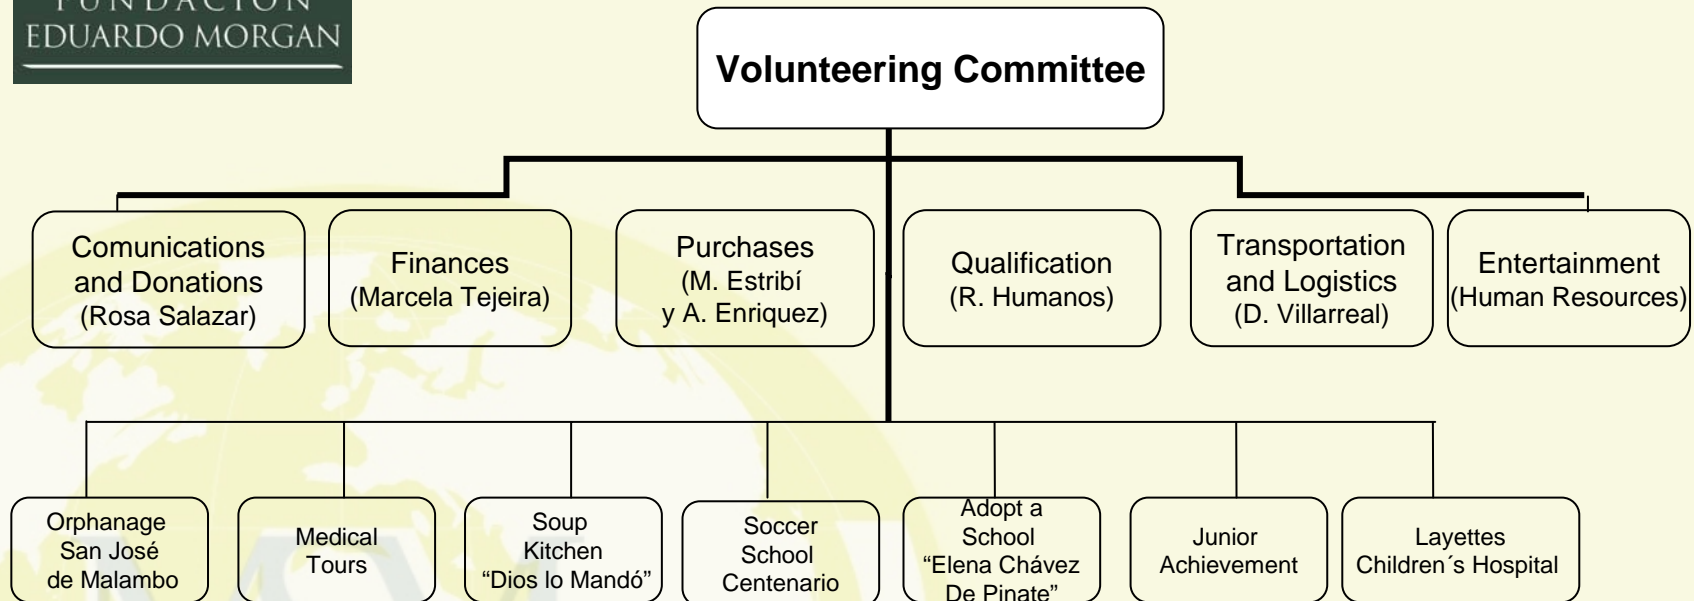 FUNDACIÓN
EDUARDO MORGAN
Volunteering Committee
Comunications
and Donations
(Rosa Salazar)
Finances
(Marcela Tejeira)
Purchases
(M. Estribí
y A. Enriquez)
Qualification
(R. Humanos)
Transportation
and Logistics
(D. Villarreal)
Entertainment
(Human Resources)
Orphanage
San José
de Malambo
Medical
Tours
Soup
Kitchen
“Dios lo Mandó”
Soccer
School
Centenario
Adopt a
School
“Elena Chávez
De Pinate”
Junior
Achievement
Layettes
Children´s Hospital